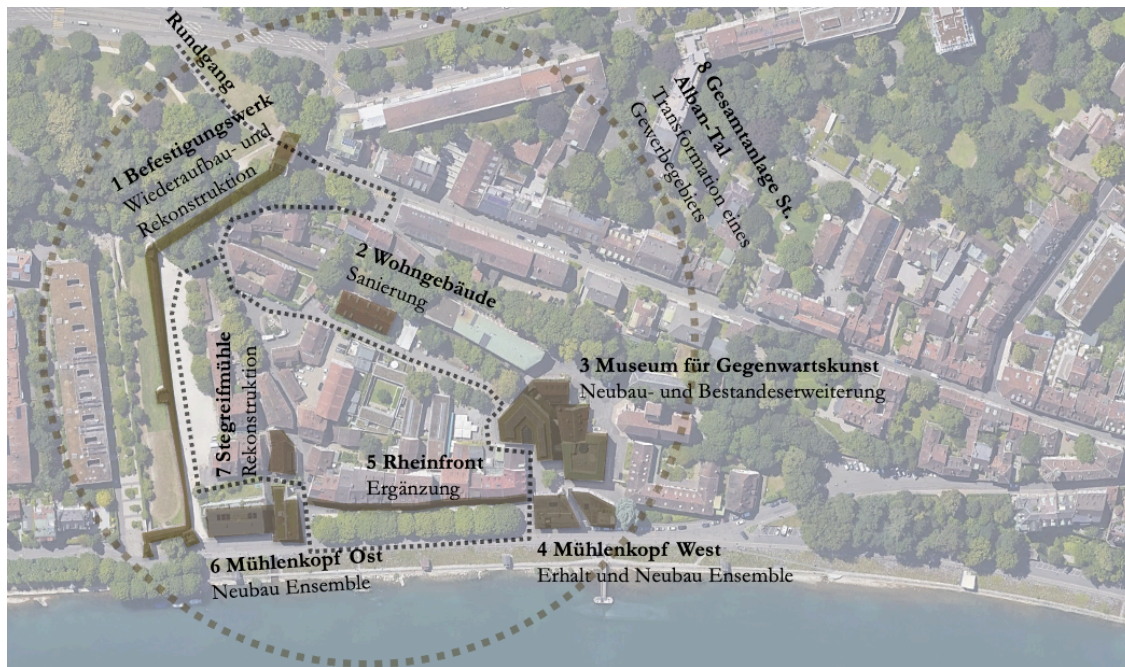 Rundgang
1 Befestigungswerk
Wiederaufbau- und
Rekonstruktion
8 Gesamtanlage St.
Alban-Tal
Transformation eines
Gewerbegebiets
2 Wohngebäude
Sanierung
3 Museum für Gegenwartskunst
Neubau- und Bestandeserweiterung
7 Stegreifmühle
Rekonstruktion
5 Rheinfront
Ergänzung
6 Mühlenkopf Ost
Neubau Ensemble
4 Mühlenkopf West
Erhalt und Neubau Ensemble